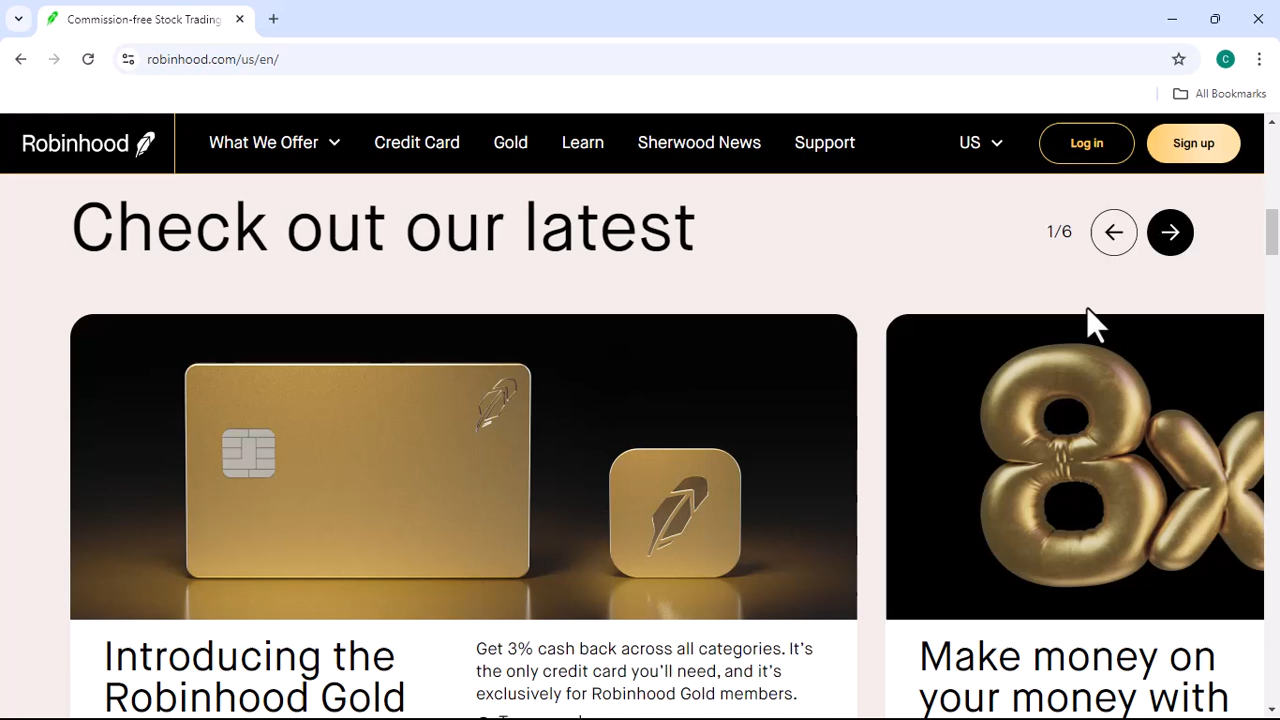 Commission-free Stock Trading
robinhood.com/us/en/
C
All Bookmarks
Robinhood What We Offer Credit Card Gold Learn Sherwood News Support US Log in Sign up
Check out our latest
1/6
8x
Introducing the
Robinhood Gold
Get 3% cash back across all categories. It's
the only credit card you'll need, and it's
exclusively for Robinhood Gold members.
Make money on
your money with